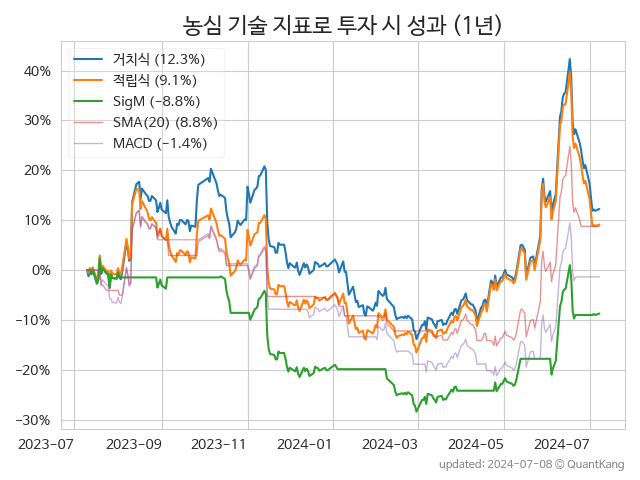 농심 기술 지표로 투자 시 성과 (1년)
거치식 (12.3%)
적립식 (9.1%)
SigM (−8.8%)
SMA(20) (8.8%)
MACD (−1.4%)
40%
30%
20%
10%
0%
−10%
−20%
−30%
2023-07 2023-09 2023-11 2024-01 2024-03 2024-05 2024-07
updated: 2024-07-08 ⓒ QuantKang